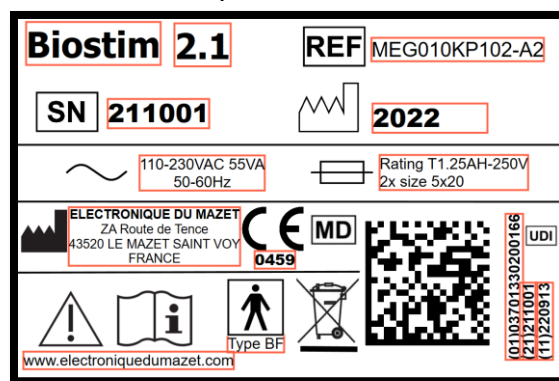 Biostim 2.1
REF MEG010KP102-A2
SN 211001
2022
110-230VAC 55VA
50-60Hz
Rating T1.25AH-250V
2x size 5x20
ELECTRONIQUE DU MAZET
ZA Route de Tence
43520 LE MAZET SAINT VOY
FRANCE
CE
0459
MD
UDI
(01)03701330200166
(21)211001
(11)220913
i
Type BF
www.electroniquedumazet.com